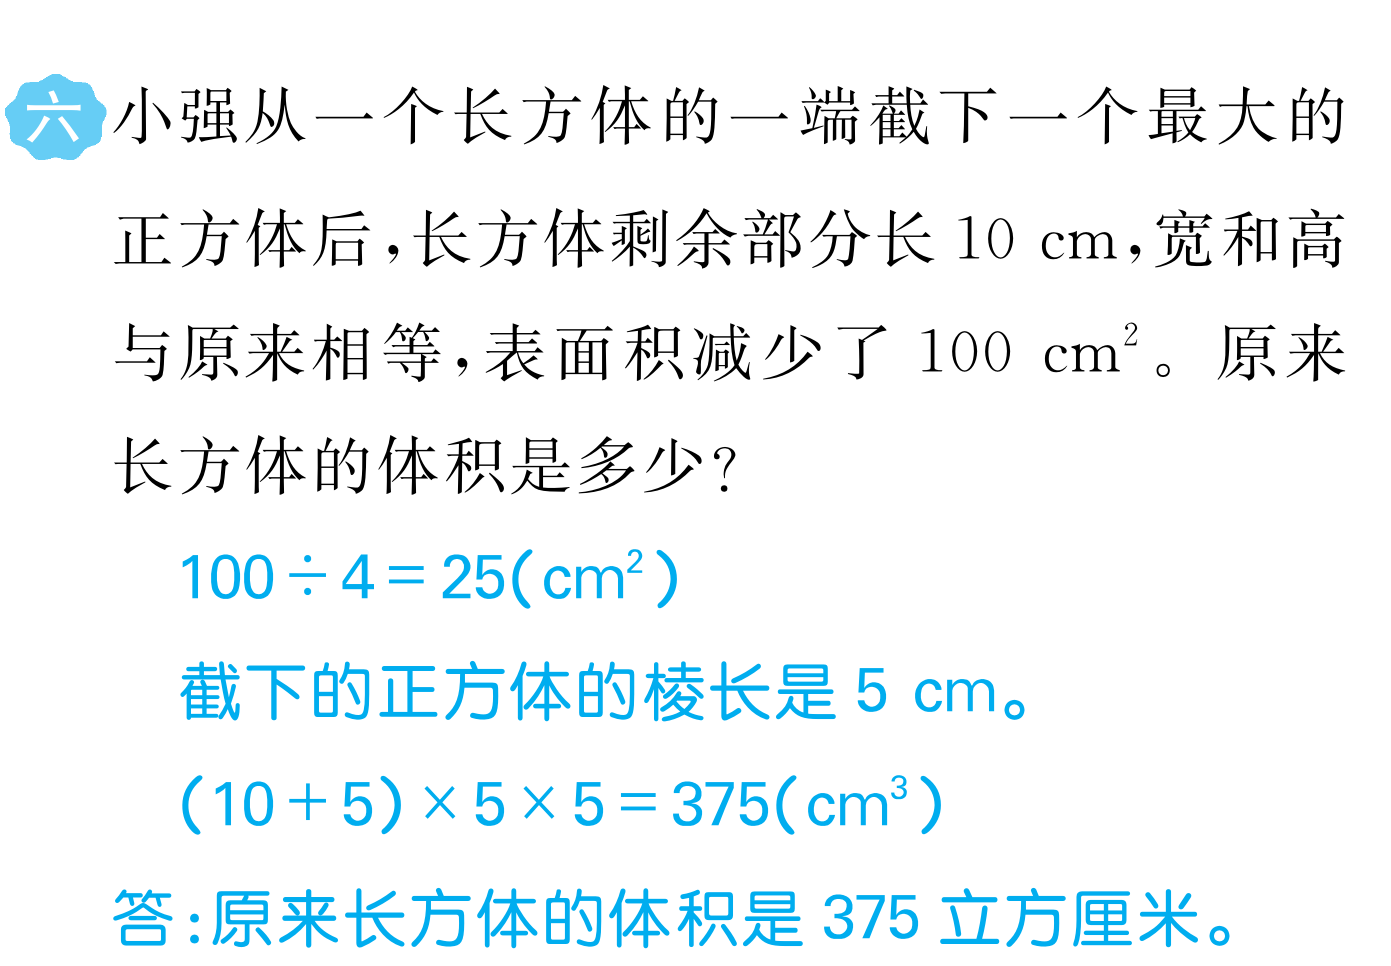 六 小强从一个长方体的一端截下一个最大的
正方体后,长方体剩余部分长 10 cm,宽和高
与原来相等,表面积减少了 100 cm²。原来
长方体的体积是多少?
100÷4=25(cm²)
截下的正方体的棱长是 5 cm。
(10+5)×5×5=375(cm³)
答:原来长方体的体积是 375 立方厘米。